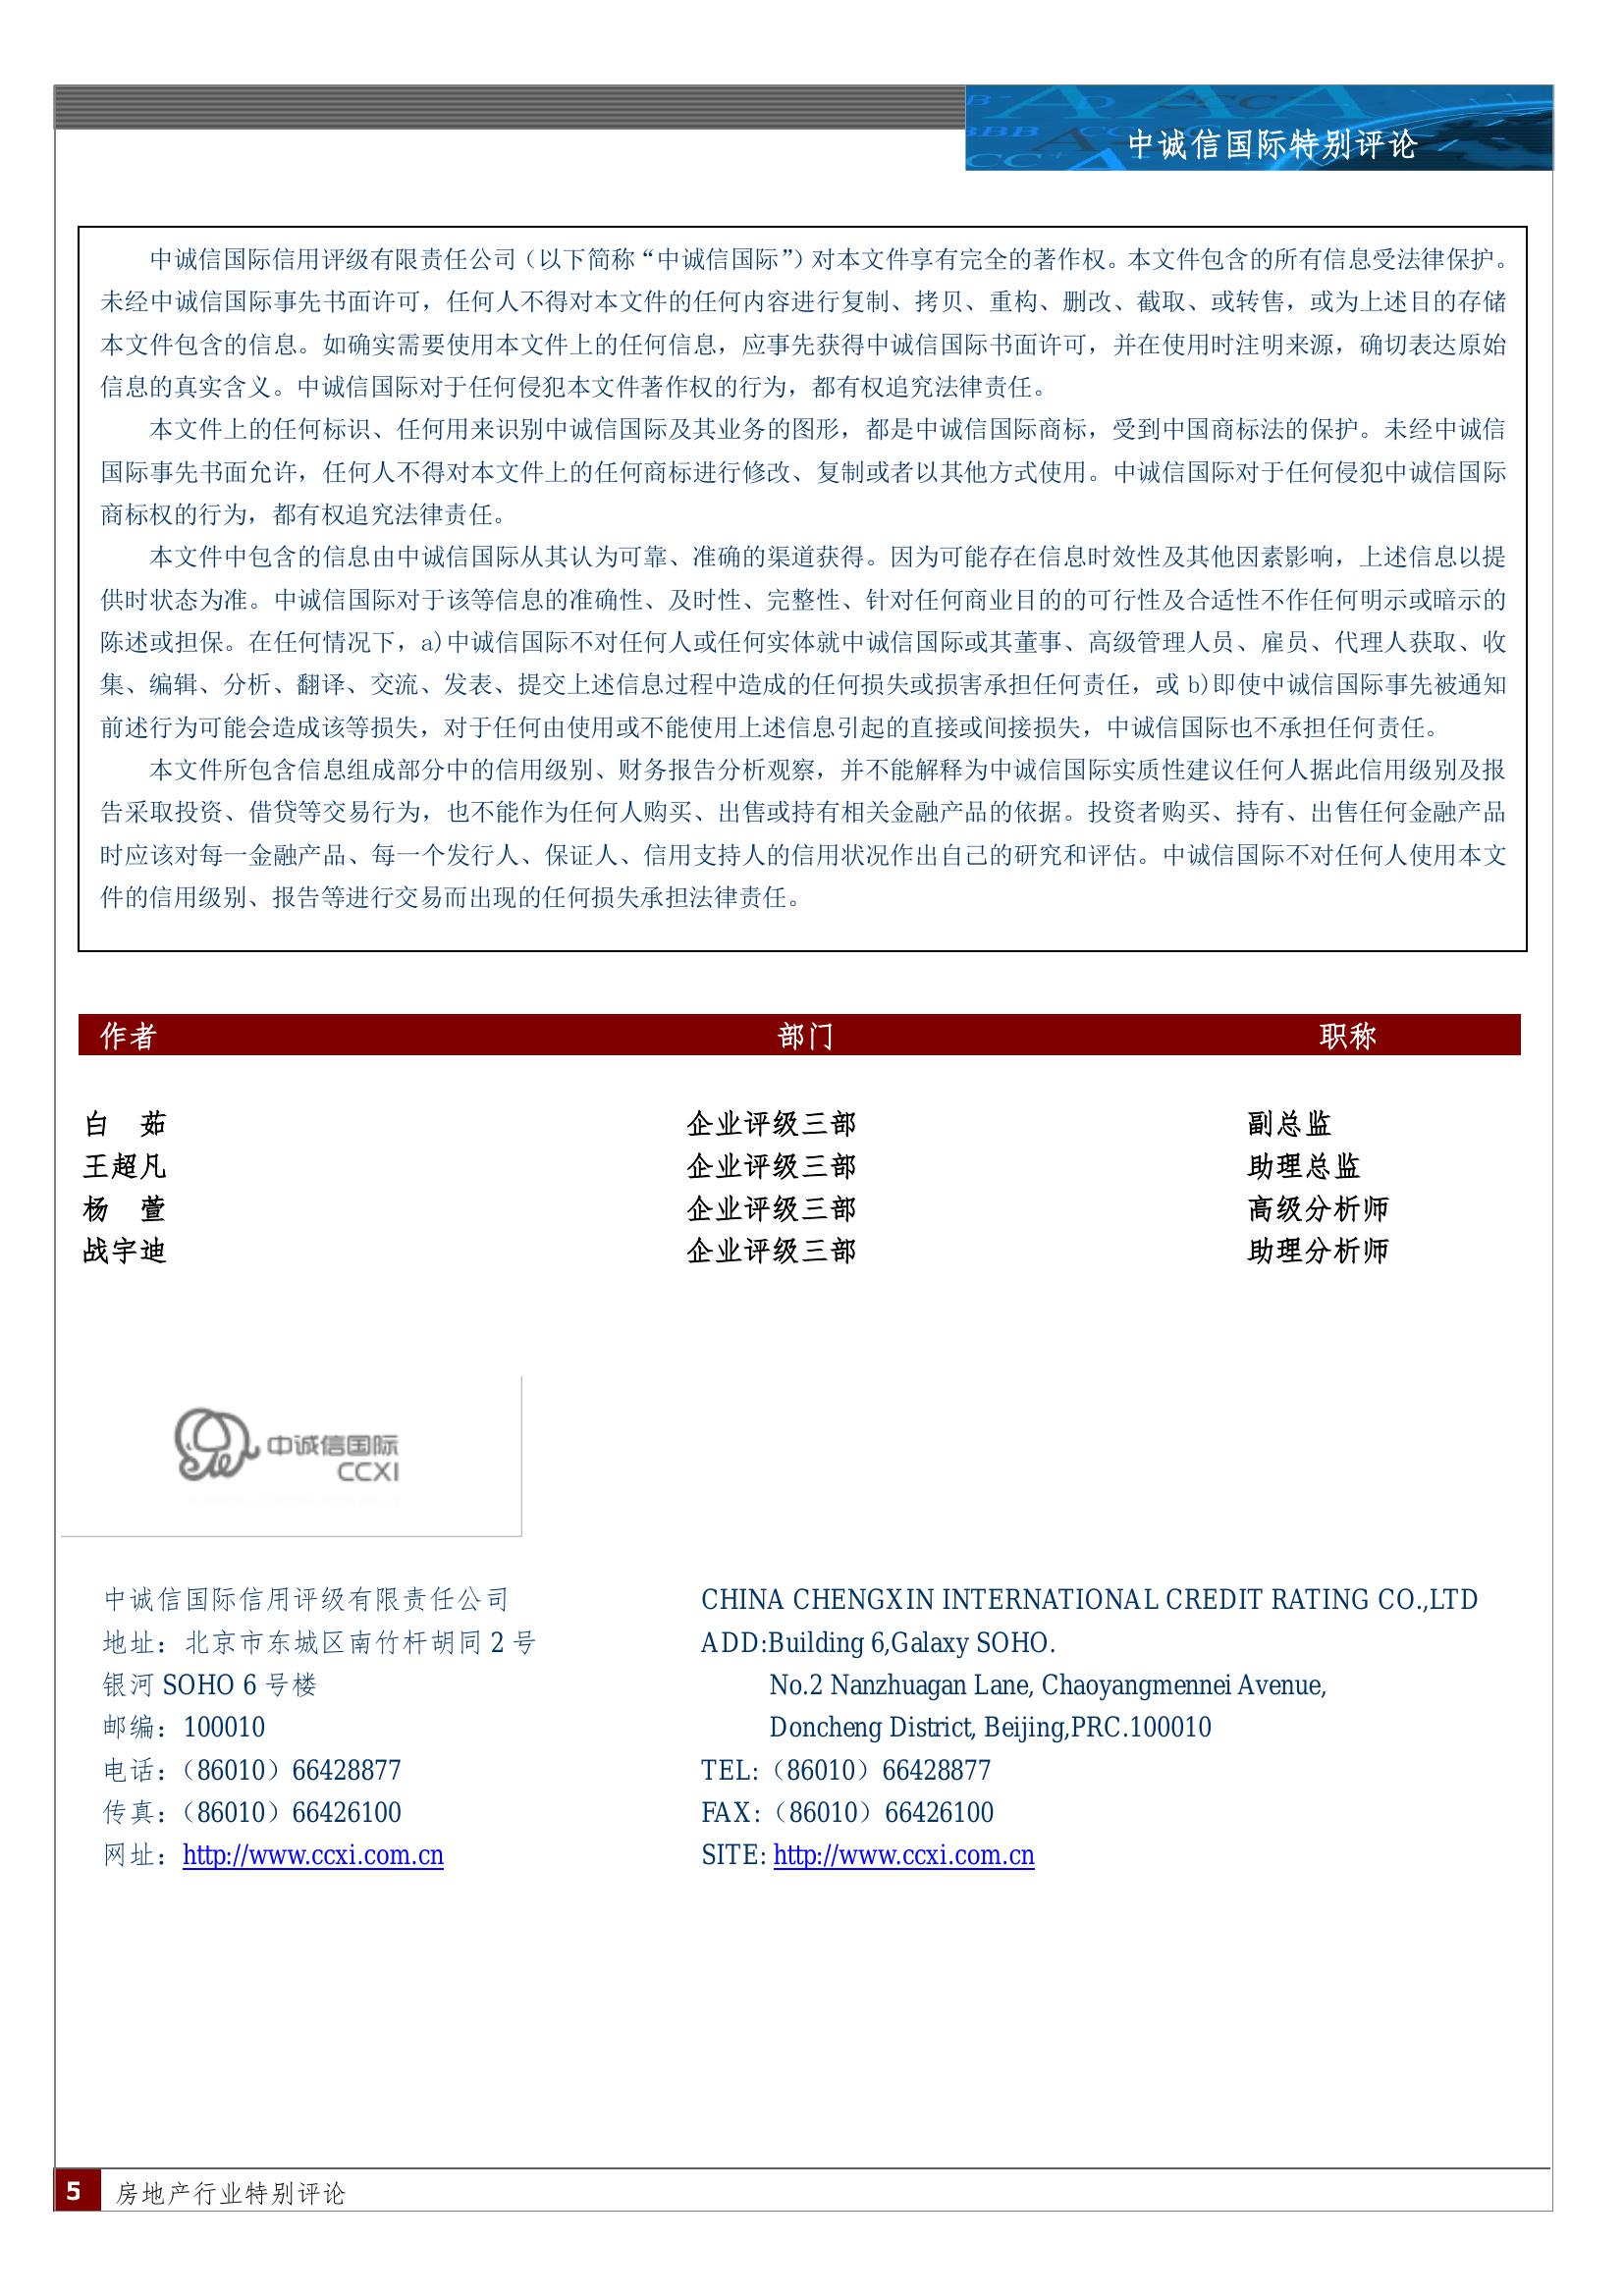 中诚信国际特别评论
中诚信国际信用评级有限责任公司（以下简称“中诚信国际”）对本文件享有完全的著作权。本文件包含的所有信息受法律保护。
未经中诚信国际事先书面许可，任何人不得对本文件的任何内容进行复制、拷贝、重构、删改、截取、或转售，或为上述目的存储
本文件包含的信息。如确实需要使用本文件上的任何信息，应事先获得中诚信国际书面许可，并在使用时注明来源，确切表达原始
信息的真实含义。中诚信国际对于任何侵犯本文件著作权的行为，都有权追究法律责任。
本文件上的任何标识、任何用来识别中诚信国际及其业务的图形，都是中诚信国际商标，受到中国商标法的保护。未经中诚信
国际事先书面允许，任何人不得对本文件上的任何商标进行修改、复制或者以其他方式使用。中诚信国际对于任何侵犯中诚信国际
商标权的行为，都有权追究法律责任。
本文件中包含的信息由中诚信国际从其认为可靠、准确的渠道获得。因为可能存在信息时效性及其他因素影响，上述信息以提
供时状态为准。中诚信国际对于该等信息的准确性、及时性、完整性、针对任何商业目的的可行性及合适性不作任何明示或暗示的
陈述或担保。在任何情况下，a)中诚信国际不对任何人或任何实体就中诚信国际或其董事、高级管理人员、雇员、代理人获取、收
集、编辑、分析、翻译、交流、发表、提交上述信息过程中造成的任何损失或损害承担任何责任，或 b)即使中诚信国际事先被通知
前述行为可能会造成该等损失，对于任何由使用或不能使用上述信息引起的直接或间接损失，中诚信国际也不承担任何责任。
本文件所包含信息组成部分中的信用级别、财务报告分析观察，并不能解释为中诚信国际实质性建议任何人据此信用级别及报
告采取投资、借贷等交易行为，也不能作为任何人购买、出售或持有相关金融产品的依据。投资者购买、持有、出售任何金融产品
时应该对每一金融产品、每一个发行人、保证人、信用支持人的信用状况作出自己的研究和评估。中诚信国际不对任何人使用本文
件的信用级别、报告等进行交易而出现的任何损失承担法律责任。
作者 部门 职称
白　茹 企业评级三部 副总监
王超凡 企业评级三部 助理总监
杨　萱 企业评级三部 高级分析师
战宇迪 企业评级三部 助理分析师
中诚信国际
CCXI
中诚信国际信用评级有限责任公司
地址：北京市东城区南竹杆胡同 2 号
银河 SOHO 6 号楼
邮编：100010
电话：（86010）66428877
传真：（86010）66426100
网址：http://www.ccxi.com.cn
CHINA CHENGXIN INTERNATIONAL CREDIT RATING CO.,LTD
ADD:Building 6,Galaxy SOHO.
No.2 Nanzhuagan Lane, Chaoyangmennei Avenue,
Doncheng District, Beijing,PRC.100010
TEL:（86010）66428877
FAX:（86010）66426100
SITE: http://www.ccxi.com.cn
5 房地产行业特别评论